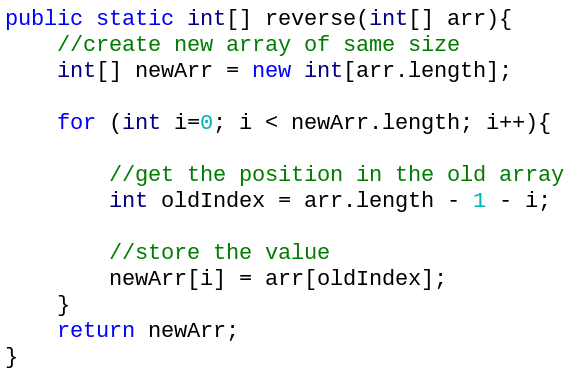 public static int[] reverse(int[] arr){
    //create new array of same size
    int[] newArr = new int[arr.length];

    for (int i=0; i < newArr.length; i++){

        //get the position in the old array
        int oldIndex = arr.length - 1 - i;

        //store the value
        newArr[i] = arr[oldIndex];
    }
    return newArr;
}